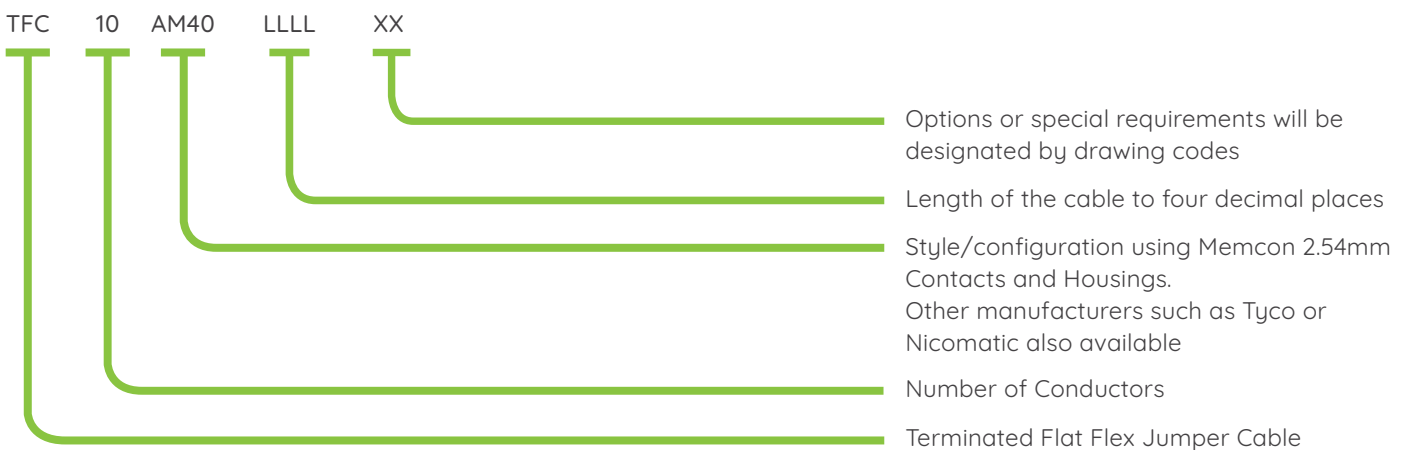 TFC 10 AM40 LLLL XX
Options or special requirements will be
designated by drawing codes
Length of the cable to four decimal places
Style/configuration using Memcon 2.54mm
Contacts and Housings.
Other manufacturers such as Tyco or
Nicomatic also available
Number of Conductors
Terminated Flat Flex Jumper Cable